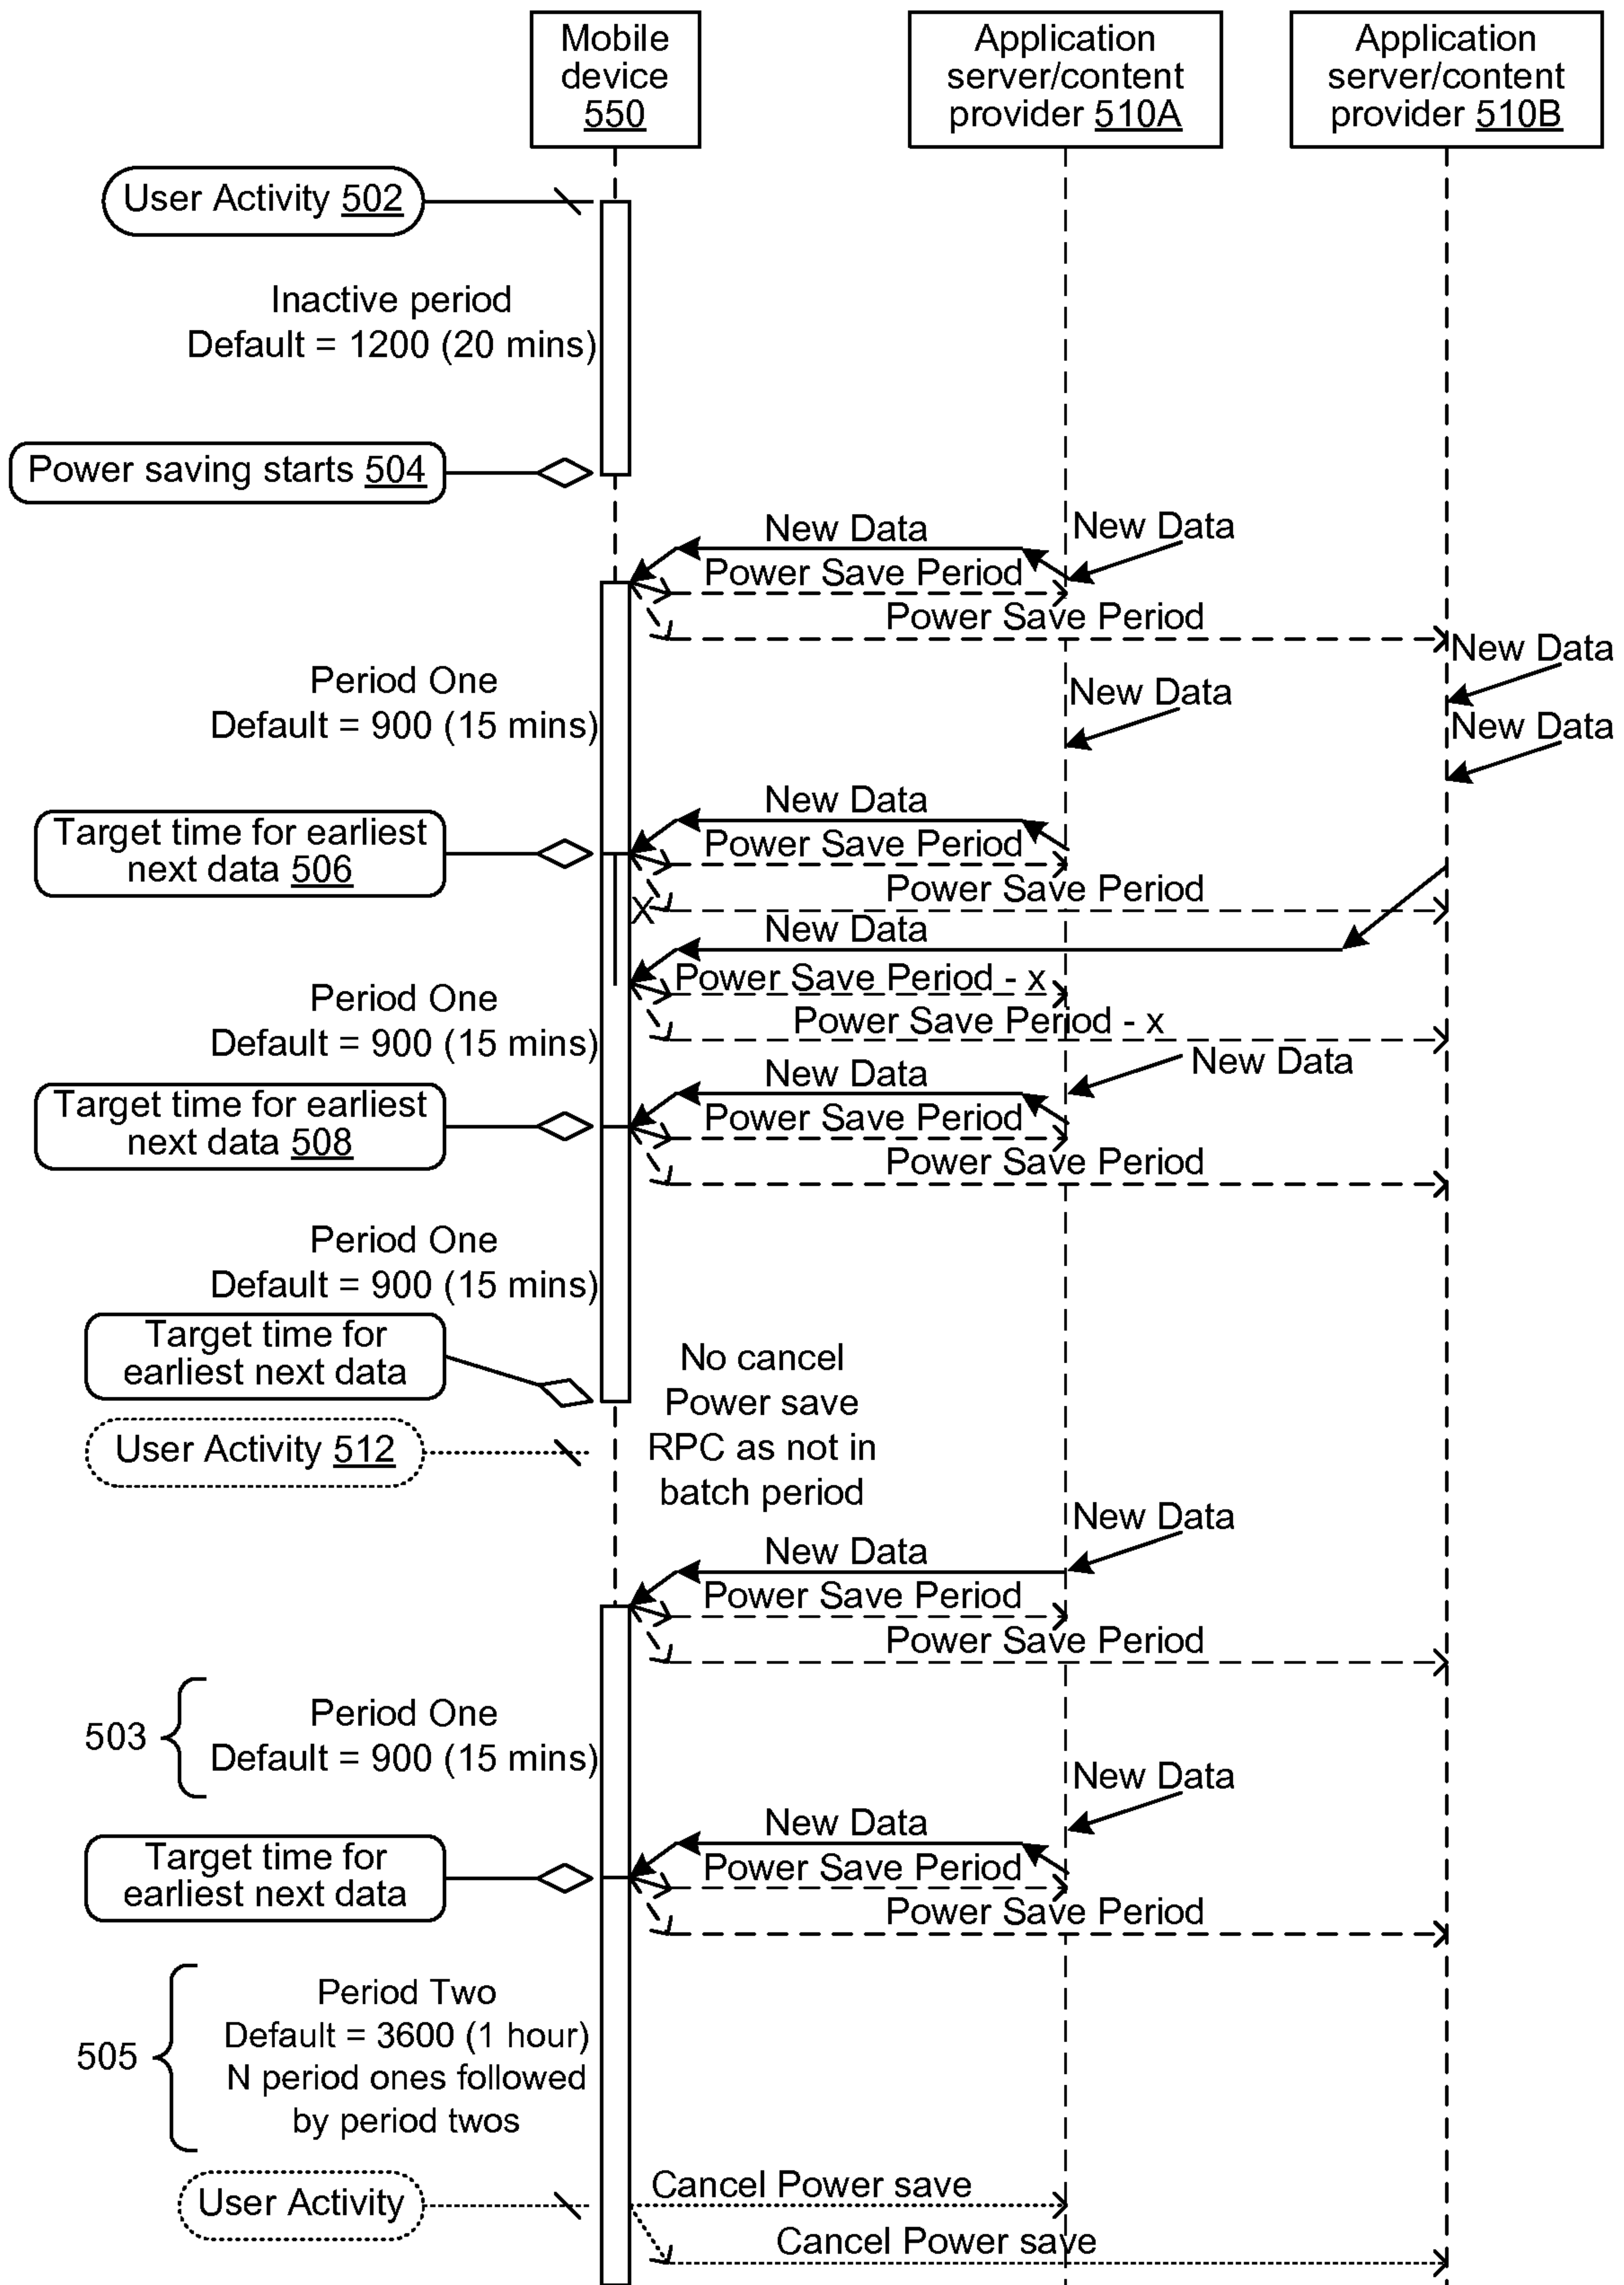 Mobile
device
550
Application
server/content
provider 510A
Application
server/content
provider 510B
User Activity 502
Inactive period
Default = 1200 (20 mins)
Power saving starts 504
New Data
New Data
Power Save Period
Power Save Period
New Data
Period One
Default = 900 (15 mins)
New Data
New Data
New Data
Target time for earliest
next data 506
Power Save Period
Power Save Period
X
New Data
Power Save Period - x
Period One
Default = 900 (15 mins)
Power Save Period - x
New Data
New Data
Target time for earliest
next data 508
Power Save Period
Power Save Period
Period One
Default = 900 (15 mins)
Target time for
earliest next data
No cancel
Power save
RPC as not in
batch period
User Activity 512
New Data
New Data
Power Save Period
Power Save Period
503
Period One
Default = 900 (15 mins)
New Data
New Data
Target time for
earliest next data
Power Save Period
Power Save Period
505
Period Two
Default = 3600 (1 hour)
N period ones followed
by period twos
User Activity
Cancel Power save
Cancel Power save